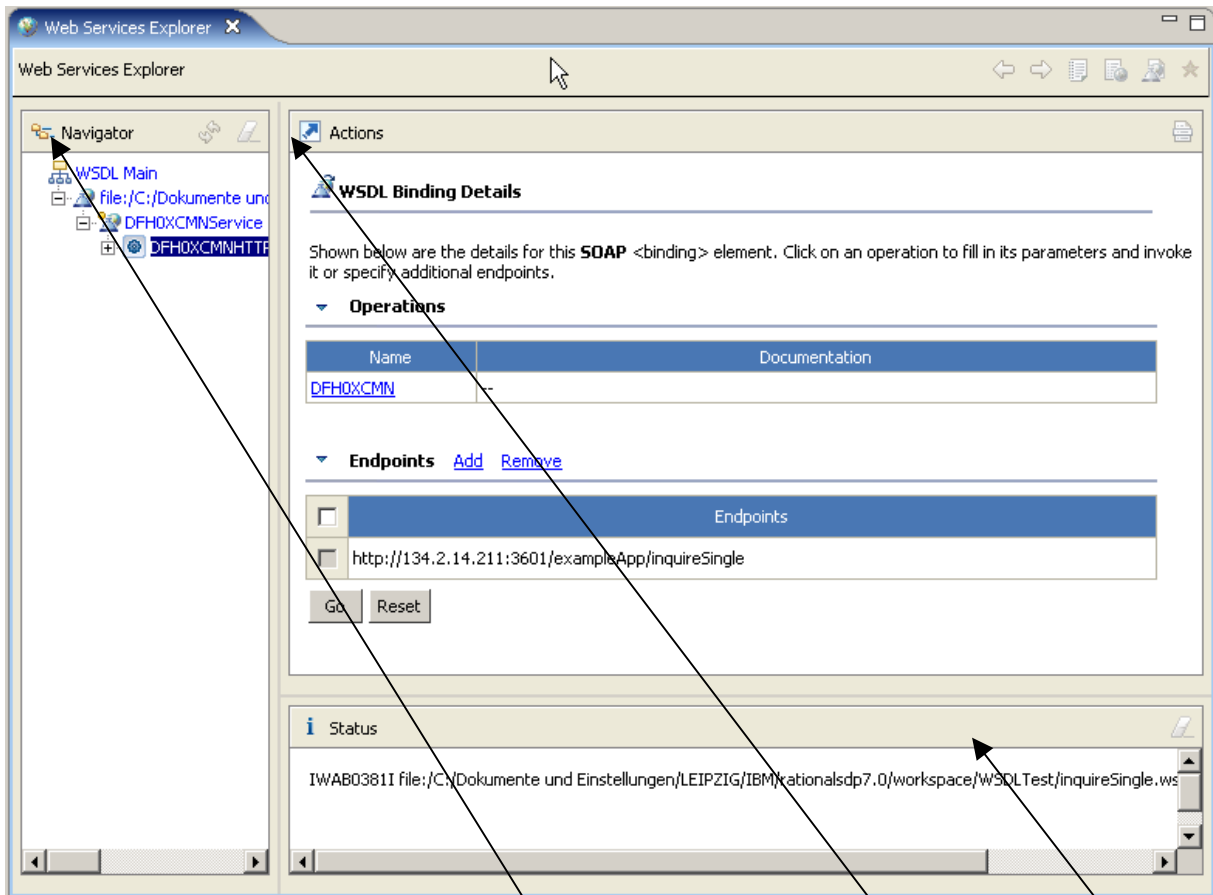 Web Services Explorer
Web Services Explorer
Navigator
WSDL Main
file:/C:/Dokumente und
DFH0XCMNService
DFH0XCMNHTTP
Actions
WSDL Binding Details
Shown below are the details for this SOAP <binding> element. Click on an operation to fill in its parameters and invoke
it or specify additional endpoints.
Operations
Name Documentation
DFH0XCMN --
Endpoints Add Remove
Endpoints
http://134.2.14.211:3601/exampleApp/inquireSingle
Go Reset
i Status
IWAB0381I file:/C:/Dokumente und Einstellungen/LEIPZIG/IBM/rationalsdp7.0/workspace/WSDLTest/inquireSingle.ws